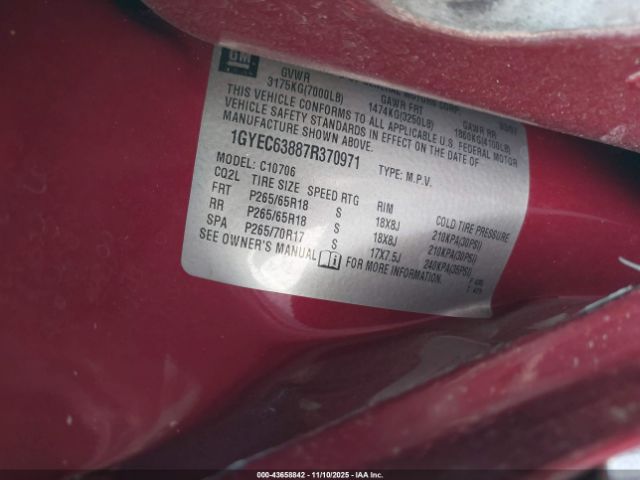 GM
GVWR GAWR FRT GAWR RR
3175KG(7000LB) 1474KG(3250LB) 1860KG(4100LB)
THIS VEHICLE CONFORMS TO ALL APPLICABLE U.S. FEDERAL MOTOR
VEHICLE SAFETY STANDARDS IN EFFECT ON THE DATE OF
MANUFACTURE SHOWN ABOVE.
1GYEC63887R370971 TYPE: M.P.V.
MODEL: C10706
CQ2L TIRE SIZE SPEED RTG RIM COLD TIRE PRESSURE
FRT P265/65R18 S 18X8J 210KPA(30PSI)
RR P265/65R18 S 18X8J 210KPA(30PSI)
SPA P265/70R17 S 17X7.5J 240KPA(35PSI)
SEE OWNER'S MANUAL FOR MORE INFORMATION.
000-43658842 - 11/10/2025 - IAA Inc.